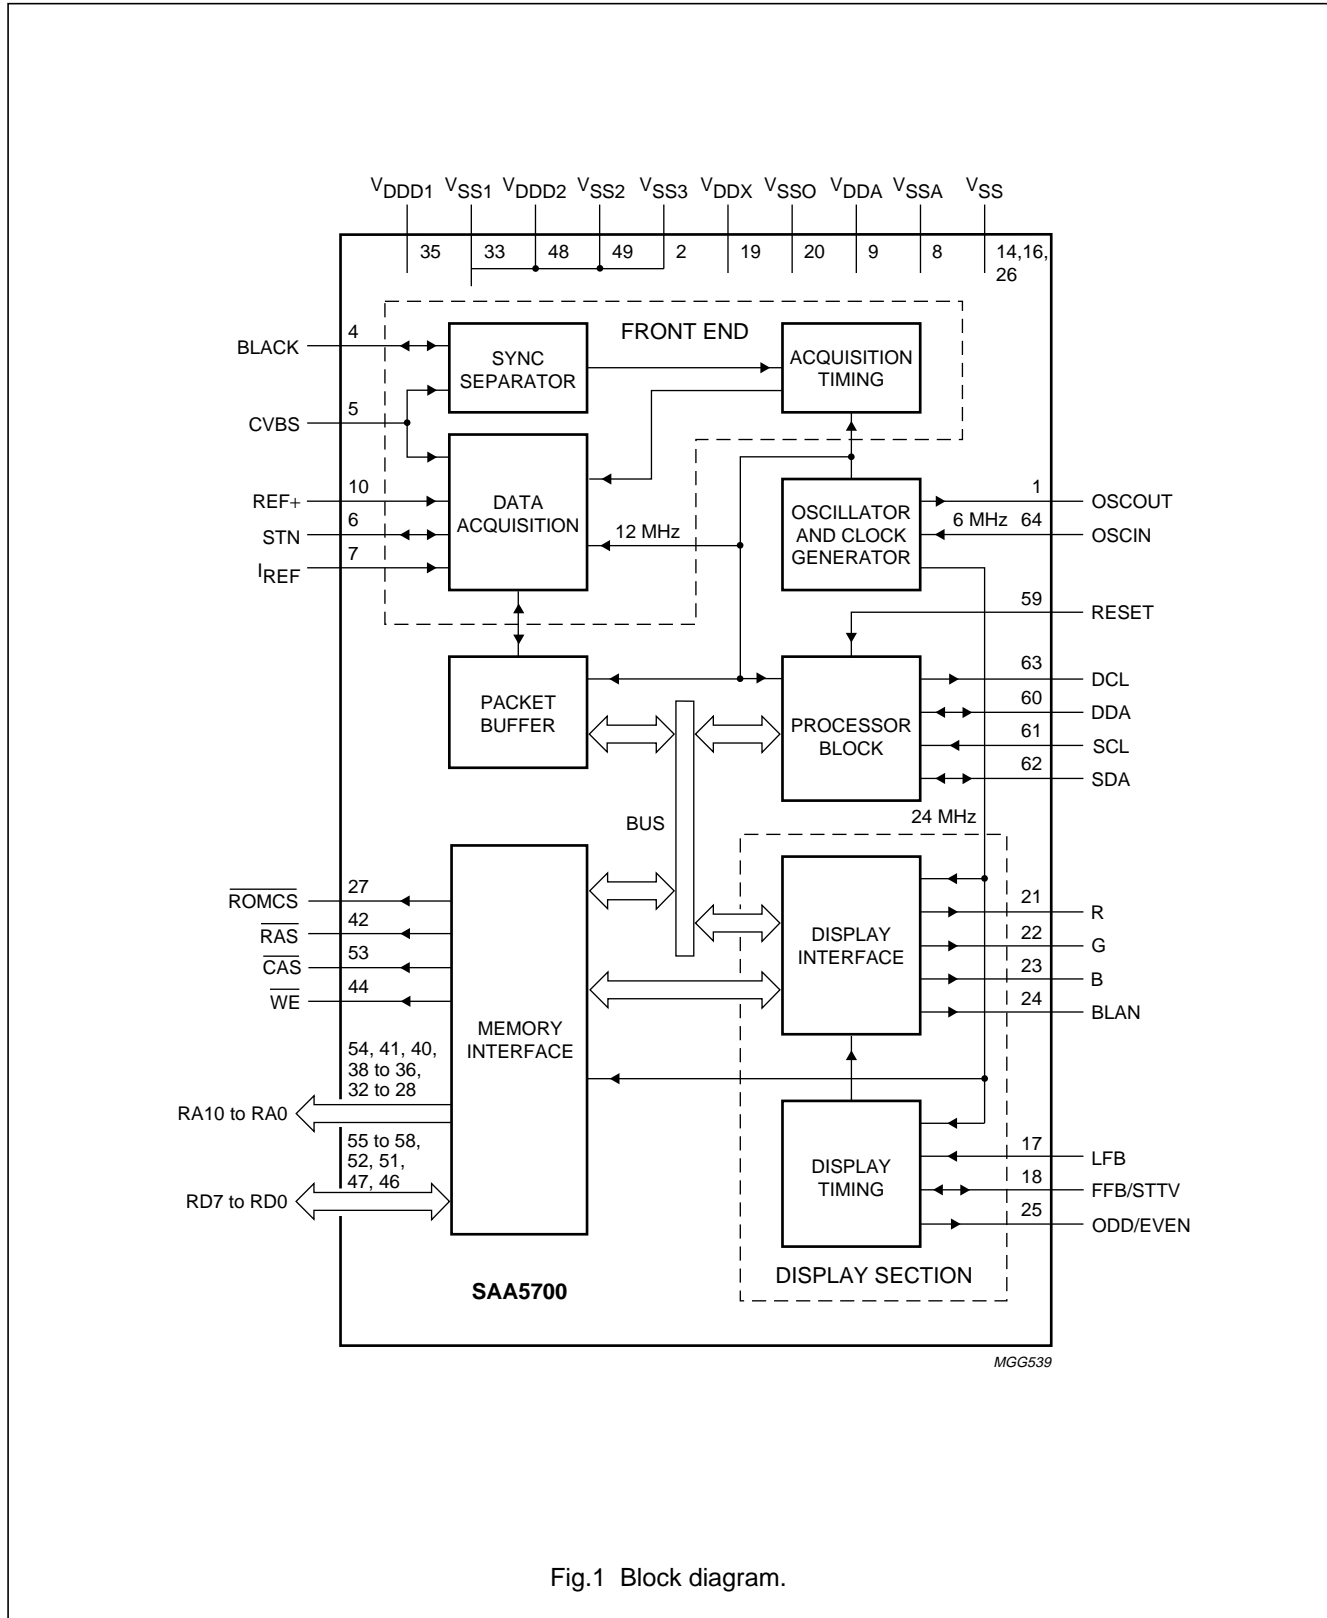 VDDD1 VSS1 VDDD2 VSS2 VSS3 VDDX VSSO VDDA VSSA VSS
35 33 48 49 2 19 20 9 8 14,16,
26
FRONT END
4
BLACK
SYNC
SEPARATOR
ACQUISITION
TIMING
5
CVBS
10
REF+
6
STN
7
IREF
DATA
ACQUISITION
12 MHz
OSCILLATOR
AND CLOCK
GENERATOR
1
OSCOUT
6 MHz 64
OSCIN
59
RESET
PACKET
BUFFER
PROCESSOR
BLOCK
63
DCL
60
DDA
61
SCL
62
SDA
24 MHz
BUS
27
ROMCS
42
RAS
53
CAS
44
WE
MEMORY
INTERFACE
DISPLAY
INTERFACE
21
R
22
G
23
B
24
BLAN
54, 41, 40,
38 to 36,
32 to 28
RA10 to RA0
55 to 58,
52, 51,
47, 46
RD7 to RD0
DISPLAY
TIMING
17
LFB
18
FFB/STTV
25
ODD/EVEN
DISPLAY SECTION
SAA5700
MGG539
Fig.1 Block diagram.